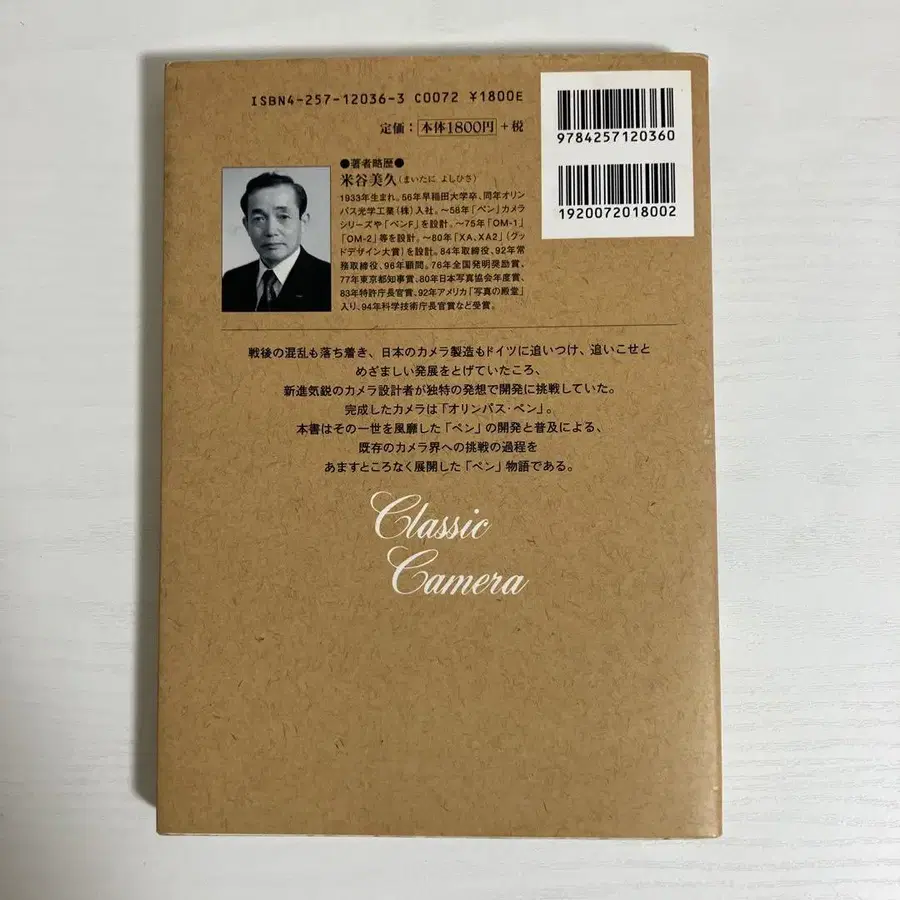 ISBN4-257-12036-3 C0072 ¥1800E
定価：本体1800円＋税
9784257120360
1920072018002
●著者略歴●
米谷美久（まいたに よしひさ）
1933年生まれ。56年早稲田大学卒、同年オリン
パス光学工業（株）入社。〜58年「ペン」カメラ
シリーズや「ペンF」を設計。〜75年「OM-1」
「OM-2」等を設計。〜80年「XA、XA2」（グッ
ドデザイン大賞）を設計。84年取締役、92年常
務取締役、96年顧問。76年全国発明奨励賞、
77年東京都知事賞、80年日本写真協会年度賞、
83年特許庁長官賞、92年アメリカ「写真の殿堂」
入り、94年科学技術庁長官賞など受賞。
戦後の混乱も落ち着き、日本のカメラ製造もドイツに追いつけ、追いこせと
めざましい発展をとげていたころ、
新進気鋭のカメラ設計者が独特の発想で開発に挑戦していた。
完成したカメラは「オリンパス・ペン」。
本書はその一世を風靡した「ペン」の開発と普及による、
既存のカメラ界への挑戦の過程を
あますところなく展開した「ペン」物語である。
Classic
Camera